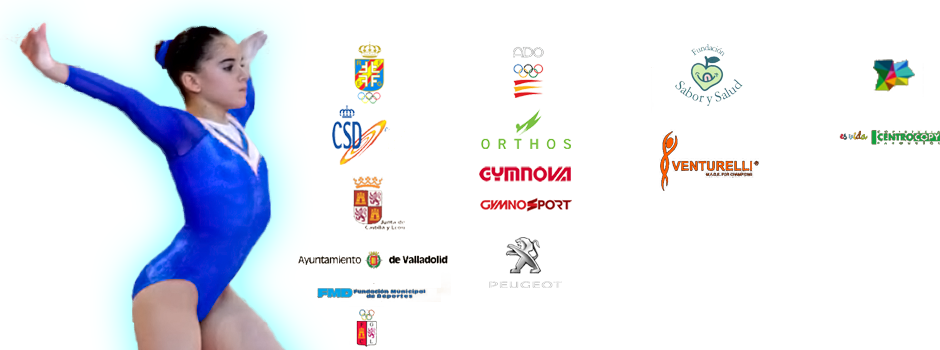 CSD
Junta de
Castilla y León
Ayuntamiento de Valladolid
FMD Fundación Municipal
de Deportes
ADO
ORTHOS
GYMNOVA
GYMNOSPORT
PEUGEOT
Fundación
Sabor y Salud
VENTURELLI®
M.A.D.E. FOR CHAMPIONS
es vida
CENTROCOPY